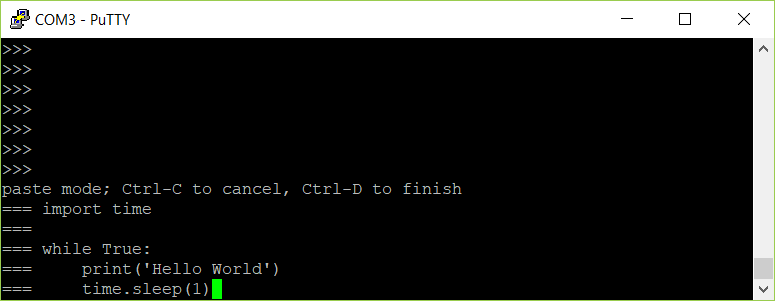 COM3 - PuTTY
>>>
>>>
>>>
>>>
>>>
>>>
>>>
paste mode; Ctrl-C to cancel, Ctrl-D to finish
=== import time
===
=== while True:
===     print('Hello World')
===     time.sleep(1)